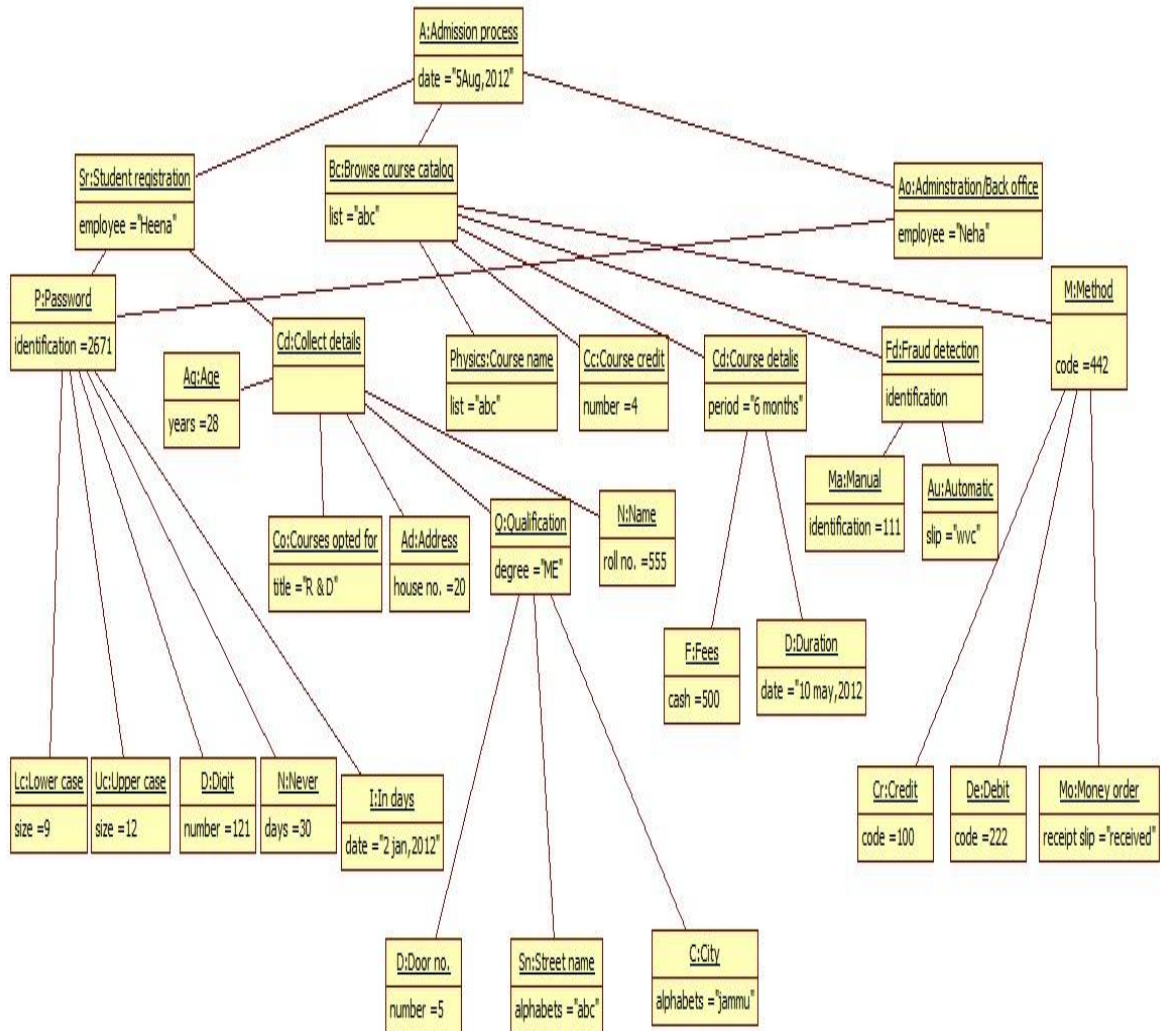 A:Admission process
date ="5Aug,2012"
Sr:Student registration
employee ="Heena"
Bc:Browse course catalog
list ="abc"
Ao:Adminstration/Back office
employee ="Neha"
P:Password
identification =2671
M:Method
code =442
Cd:Collect details
Ag:Age
years =28
Physics:Course name
list ="abc"
Cc:Course credit
number =4
Cd:Course detalis
period ="6 months"
Fd:Fraud detection
identification
Ma:Manual
identification =111
Au:Automatic
slip ="wvc"
Co:Courses opted for
title ="R & D"
Ad:Address
house no. =20
Q:Qualification
degree ="ME"
N:Name
roll no. =555
F:Fees
cash =500
D:Duration
date ="10 may,2012
Lc:Lower case
size =9
Uc:Upper case
size =12
D:Digit
number =121
N:Never
days =30
I:In days
date ="2 jan,2012"
Cr:Credit
code =100
De:Debit
code =222
Mo:Money order
receipt slip ="received"
D:Door no.
number =5
Sn:Street name
alphabets ="abc"
C:City
alphabets ="jammu"